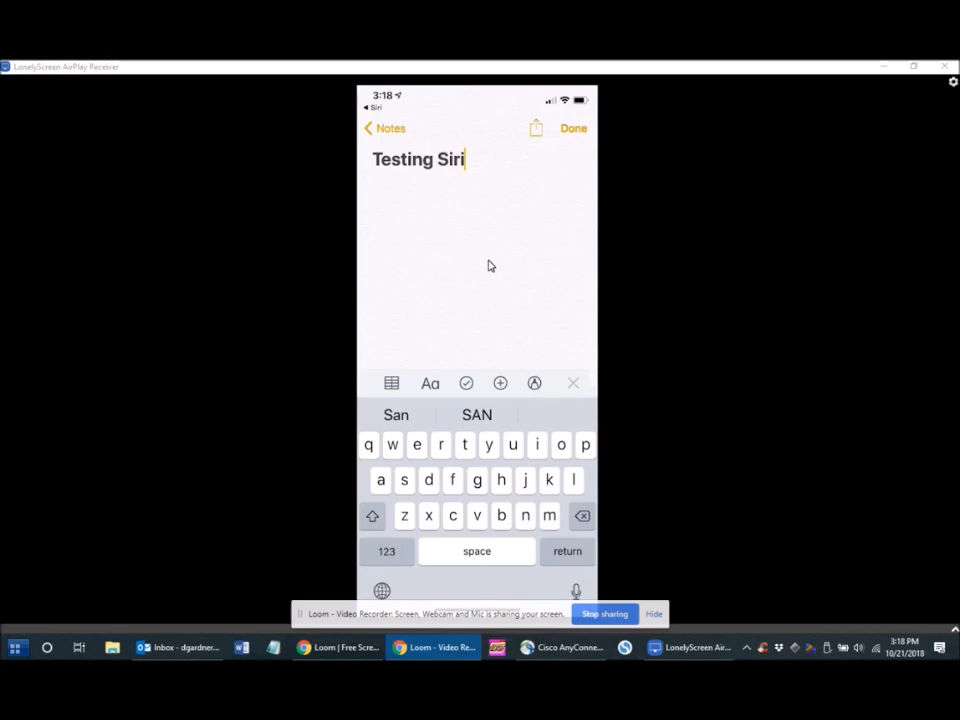 LonelyScreen AirPlay Receiver
3:18
Siri
Notes
Done
Testing Siri
Aa
San
SAN
q w e r t y u i o p
a s d f g h j k l
z x c v b n m
123
space
return
Loom - Video Recorder: Screen, Webcam and Mic is sharing your screen.
Stop sharing
Hide
Inbox - dgardner...
Loom | Free Scre...
Loom - Video Re...
Cisco AnyConne...
LonelyScreen Air...
3:18 PM
10/21/2018